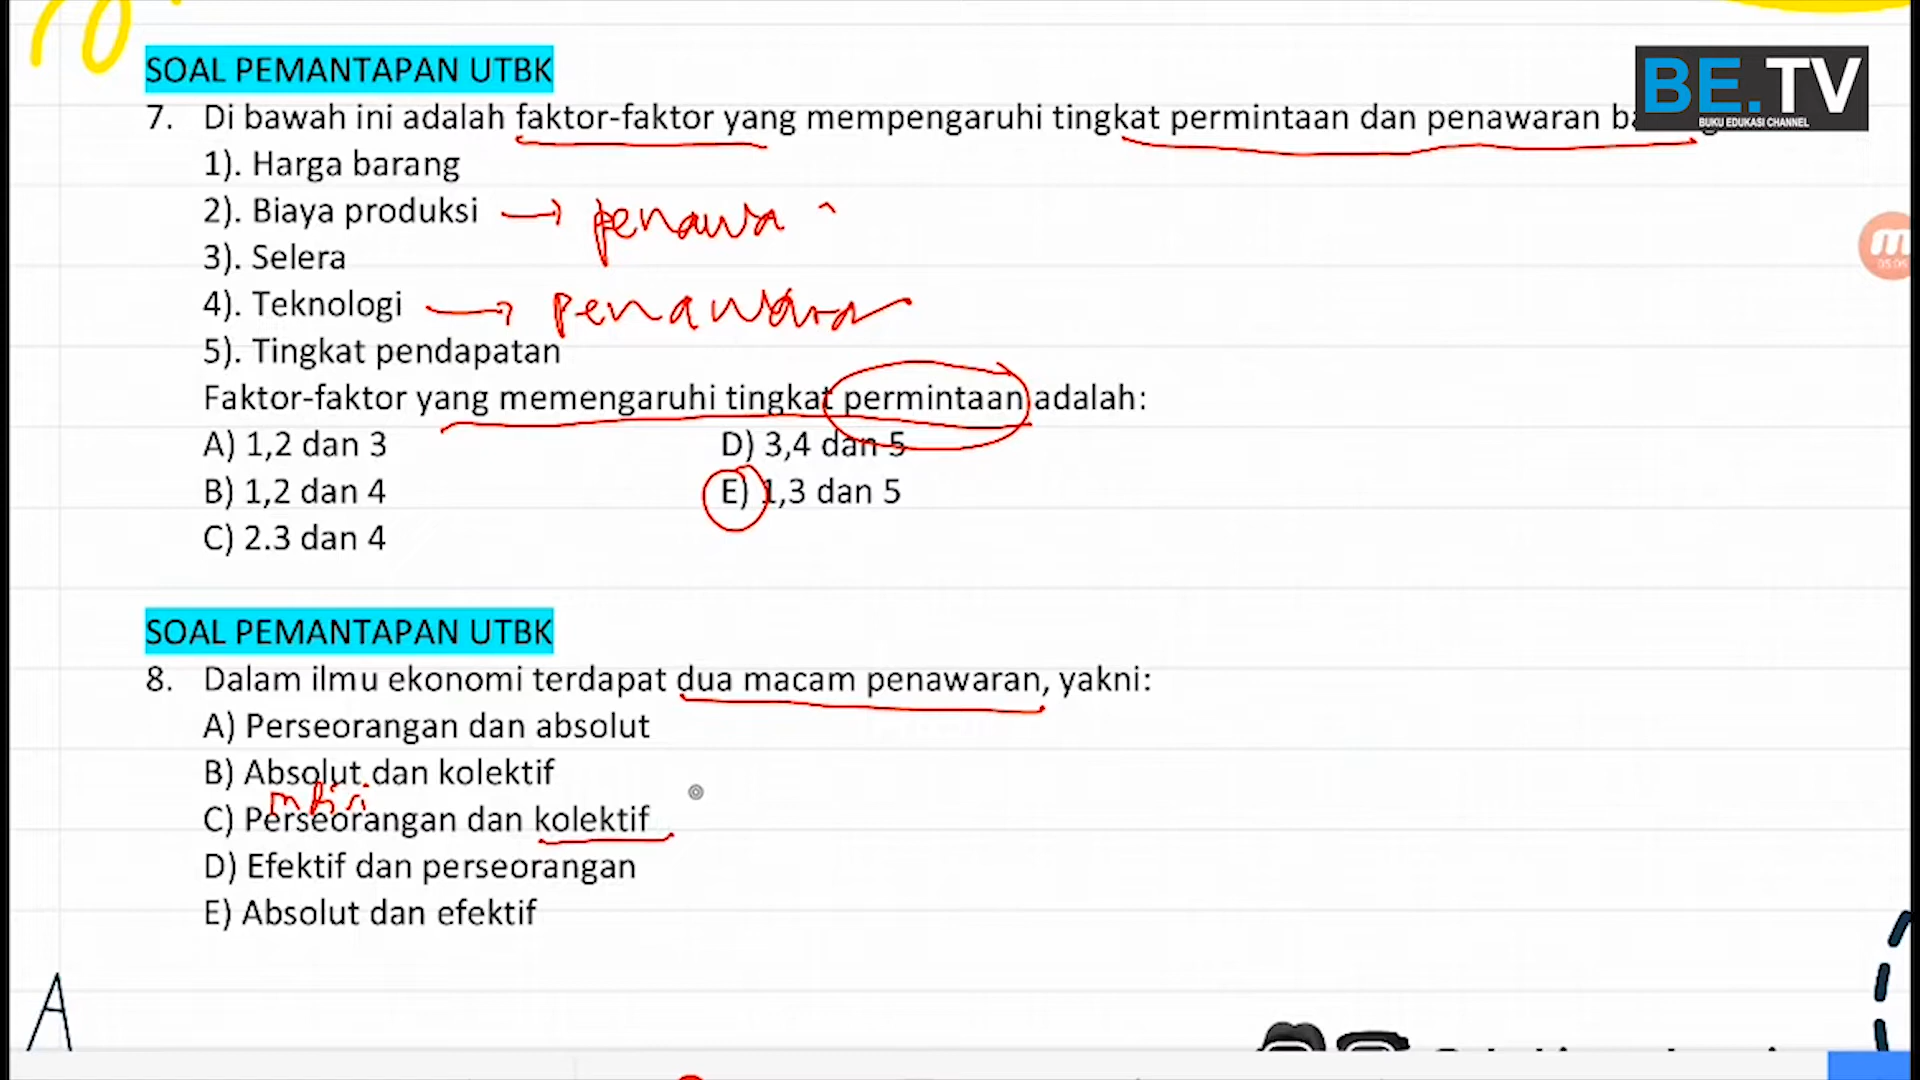 SOAL PEMANTAPAN UTBK
BE.TV
BUKU EDUKASI CHANNEL
7. Di bawah ini adalah faktor-faktor yang mempengaruhi tingkat permintaan dan penawaran
1). Harga barang
2). Biaya produksi → penawa
3). Selera
4). Teknologi → penawaran
5). Tingkat pendapatan
Faktor-faktor yang memengaruhi tingkat permintaan adalah:
A) 1,2 dan 3
D) 3,4 dan 5
B) 1,2 dan 4
E) 1,3 dan 5
C) 2.3 dan 4
SOAL PEMANTAPAN UTBK
8. Dalam ilmu ekonomi terdapat dua macam penawaran, yakni:
A) Perseorangan dan absolut
B) Absolut dan kolektif
C) Perseorangan dan kolektif
D) Efektif dan perseorangan
E) Absolut dan efektif
A